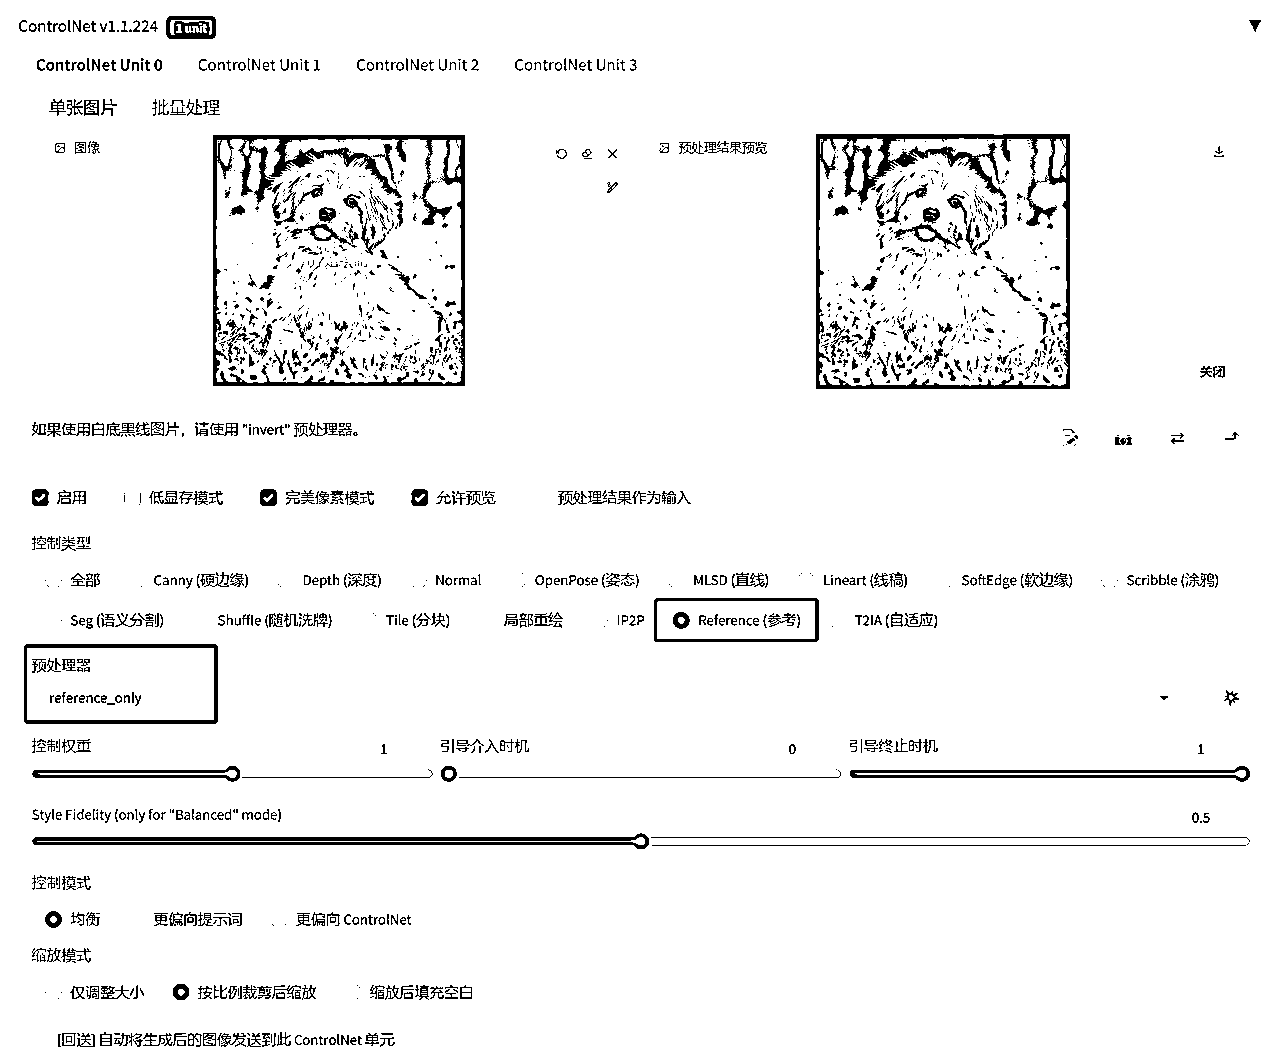 ControlNet v1.1.224 [1 unit]
ControlNet Unit 0 ControlNet Unit 1 ControlNet Unit 2 ControlNet Unit 3
单张图片 批量处理
图像 预处理结果预览
关闭
如果使用白底黑线图片，请使用 "invert" 预处理器。
启用 低显存模式 完美像素模式 允许预览 预处理结果作为输入
控制类型
全部 Canny (硬边缘) Depth (深度) Normal OpenPose (姿态) MLSD (直线) Lineart (线稿) SoftEdge (软边缘) Scribble (涂鸦)
Seg (语义分割) Shuffle (随机洗牌) Tile (分块) 局部重绘 IP2P Reference (参考) T2IA (自适应)
预处理器
reference_only
控制权重 1 引导介入时机 0 引导终止时机 1
Style Fidelity (only for "Balanced" mode) 0.5
控制模式
均衡 更偏向提示词 更偏向 ControlNet
缩放模式
仅调整大小 按比例裁剪后缩放 缩放后填充空白
[回送] 自动将生成后的图像发送到此 ControlNet 单元